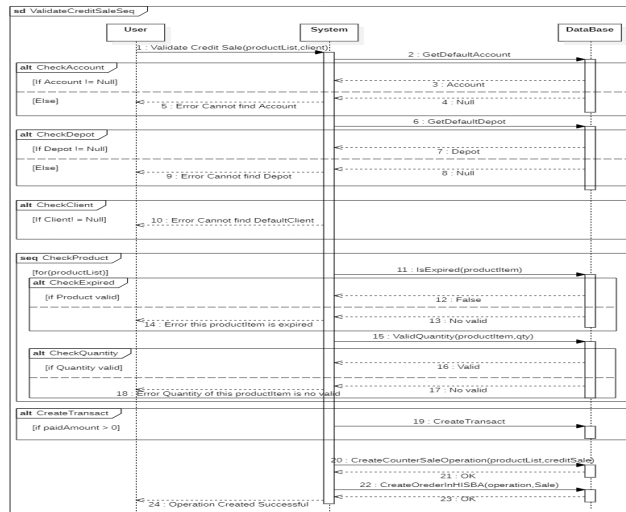 sd ValidateCreditSaleSeq
User
System
DataBase
1 : Validate Credit Sale(productList,client)
2 : GetDefaultAccount
alt CheckAccount
[If Account != Null]
3 : Account
[Else]
4 : Null
5 : Error Cannot find Account
6 : GetDefaultDepot
alt CheckDepot
[If Depot != Null]
7 : Depot
[Else]
8 : Null
9 : Error Cannot find Depot
alt CheckClient
[If Client! = Null]
10 : Error Cannot find DefaultClient
seq CheckProduct
[for(productList)]
11 : IsExpired(productItem)
alt CheckExpired
[if Product valid]
12 : False
13 : No valid
14 : Error this productItem is expired
15 : ValidQuantity(productItem,qty)
alt CheckQuantity
[if Quantity valid]
16 : Valid
17 : No valid
18 : Error Quantity of this productItem is no valid
alt CreateTransact
[if paidAmount > 0]
19 : CreateTransact
20 : CreateCounterSaleOperation(productList,creditSale)
21 : OK
22 : CreateOrederInHISBA(operation,Sale)
23 : OK
24 : Operation Created Successful